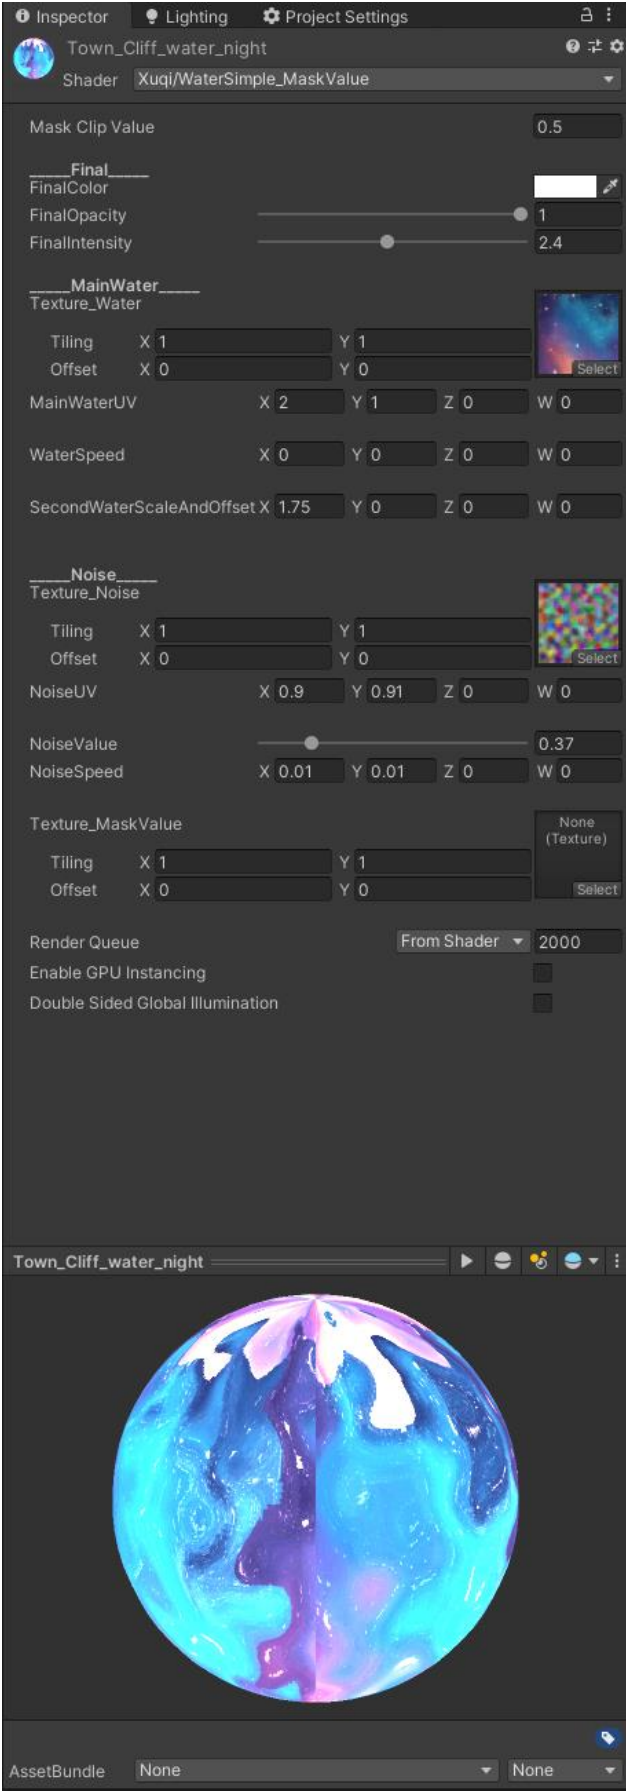 Inspector Lighting Project Settings
Town_Cliff_water_night
Shader Xuqi/WaterSimple_MaskValue
Mask Clip Value 0.5
_____Final_____
FinalColor
FinalOpacity 1
FinalIntensity 2.4
_____MainWater_____
Texture_Water
Tiling X 1 Y 1
Offset X 0 Y 0
Select
MainWaterUV X 2 Y 1 Z 0 W 0
WaterSpeed X 0 Y 0 Z 0 W 0
SecondWaterScaleAndOffset X 1.75 Y 0 Z 0 W 0
_____Noise_____
Texture_Noise
Tiling X 1 Y 1
Offset X 0 Y 0 Select
NoiseUV X 0.9 Y 0.91 Z 0 W 0
NoiseValue 0.37
NoiseSpeed X 0.01 Y 0.01 Z 0 W 0
Texture_MaskValue None
(Texture)
Tiling X 1 Y 1
Offset X 0 Y 0 Select
Render Queue From Shader 2000
Enable GPU Instancing
Double Sided Global Illumination
Town_Cliff_water_night
AssetBundle None None